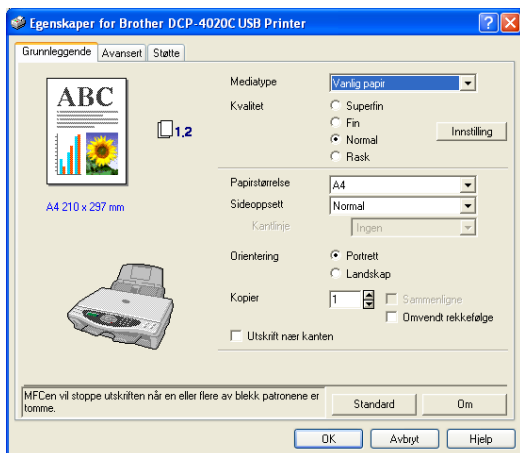 Egenskaper for Brother DCP-4020C USB Printer
Grunnleggende Avansert Støtte
ABC
1,2
A4 210 x 297 mm
Mediatype Vanlig papir
Kvalitet Superfin
Fin
Normal Innstilling
Rask
Papirstørrelse A4
Sideoppsett Normal
Kantlinje Ingen
Orientering Portrett
Landskap
Kopier 1 Sammenligne
Omvendt rekkefølge
Utskrift nær kanten
MFCen vil stoppe utskriften når en eller flere av blekk patronene er
tomme.
Standard Om
OK Avbryt Hjelp